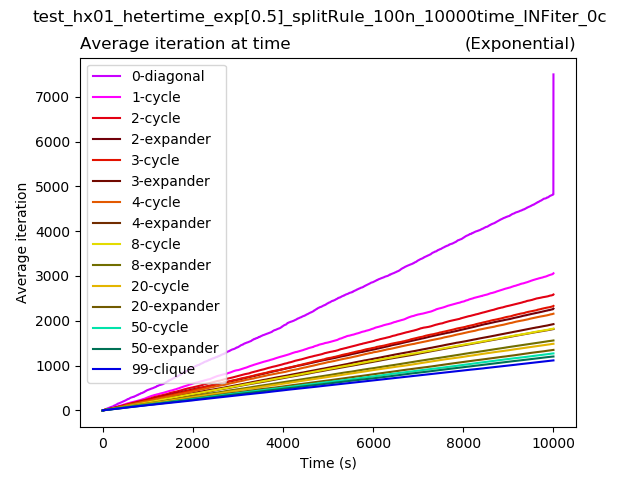 test_hx01_hetertime_exp[0.5]_splitRule_100n_10000time_INFiter_0c
Average iteration at time
(Exponential)
0-diagonal
1-cycle
2-cycle
2-expander
3-cycle
3-expander
4-cycle
4-expander
8-cycle
8-expander
20-cycle
20-expander
50-cycle
50-expander
99-clique
Average iteration
7000
6000
5000
4000
3000
2000
1000
0
0
2000
4000
6000
8000
10000
Time (s)